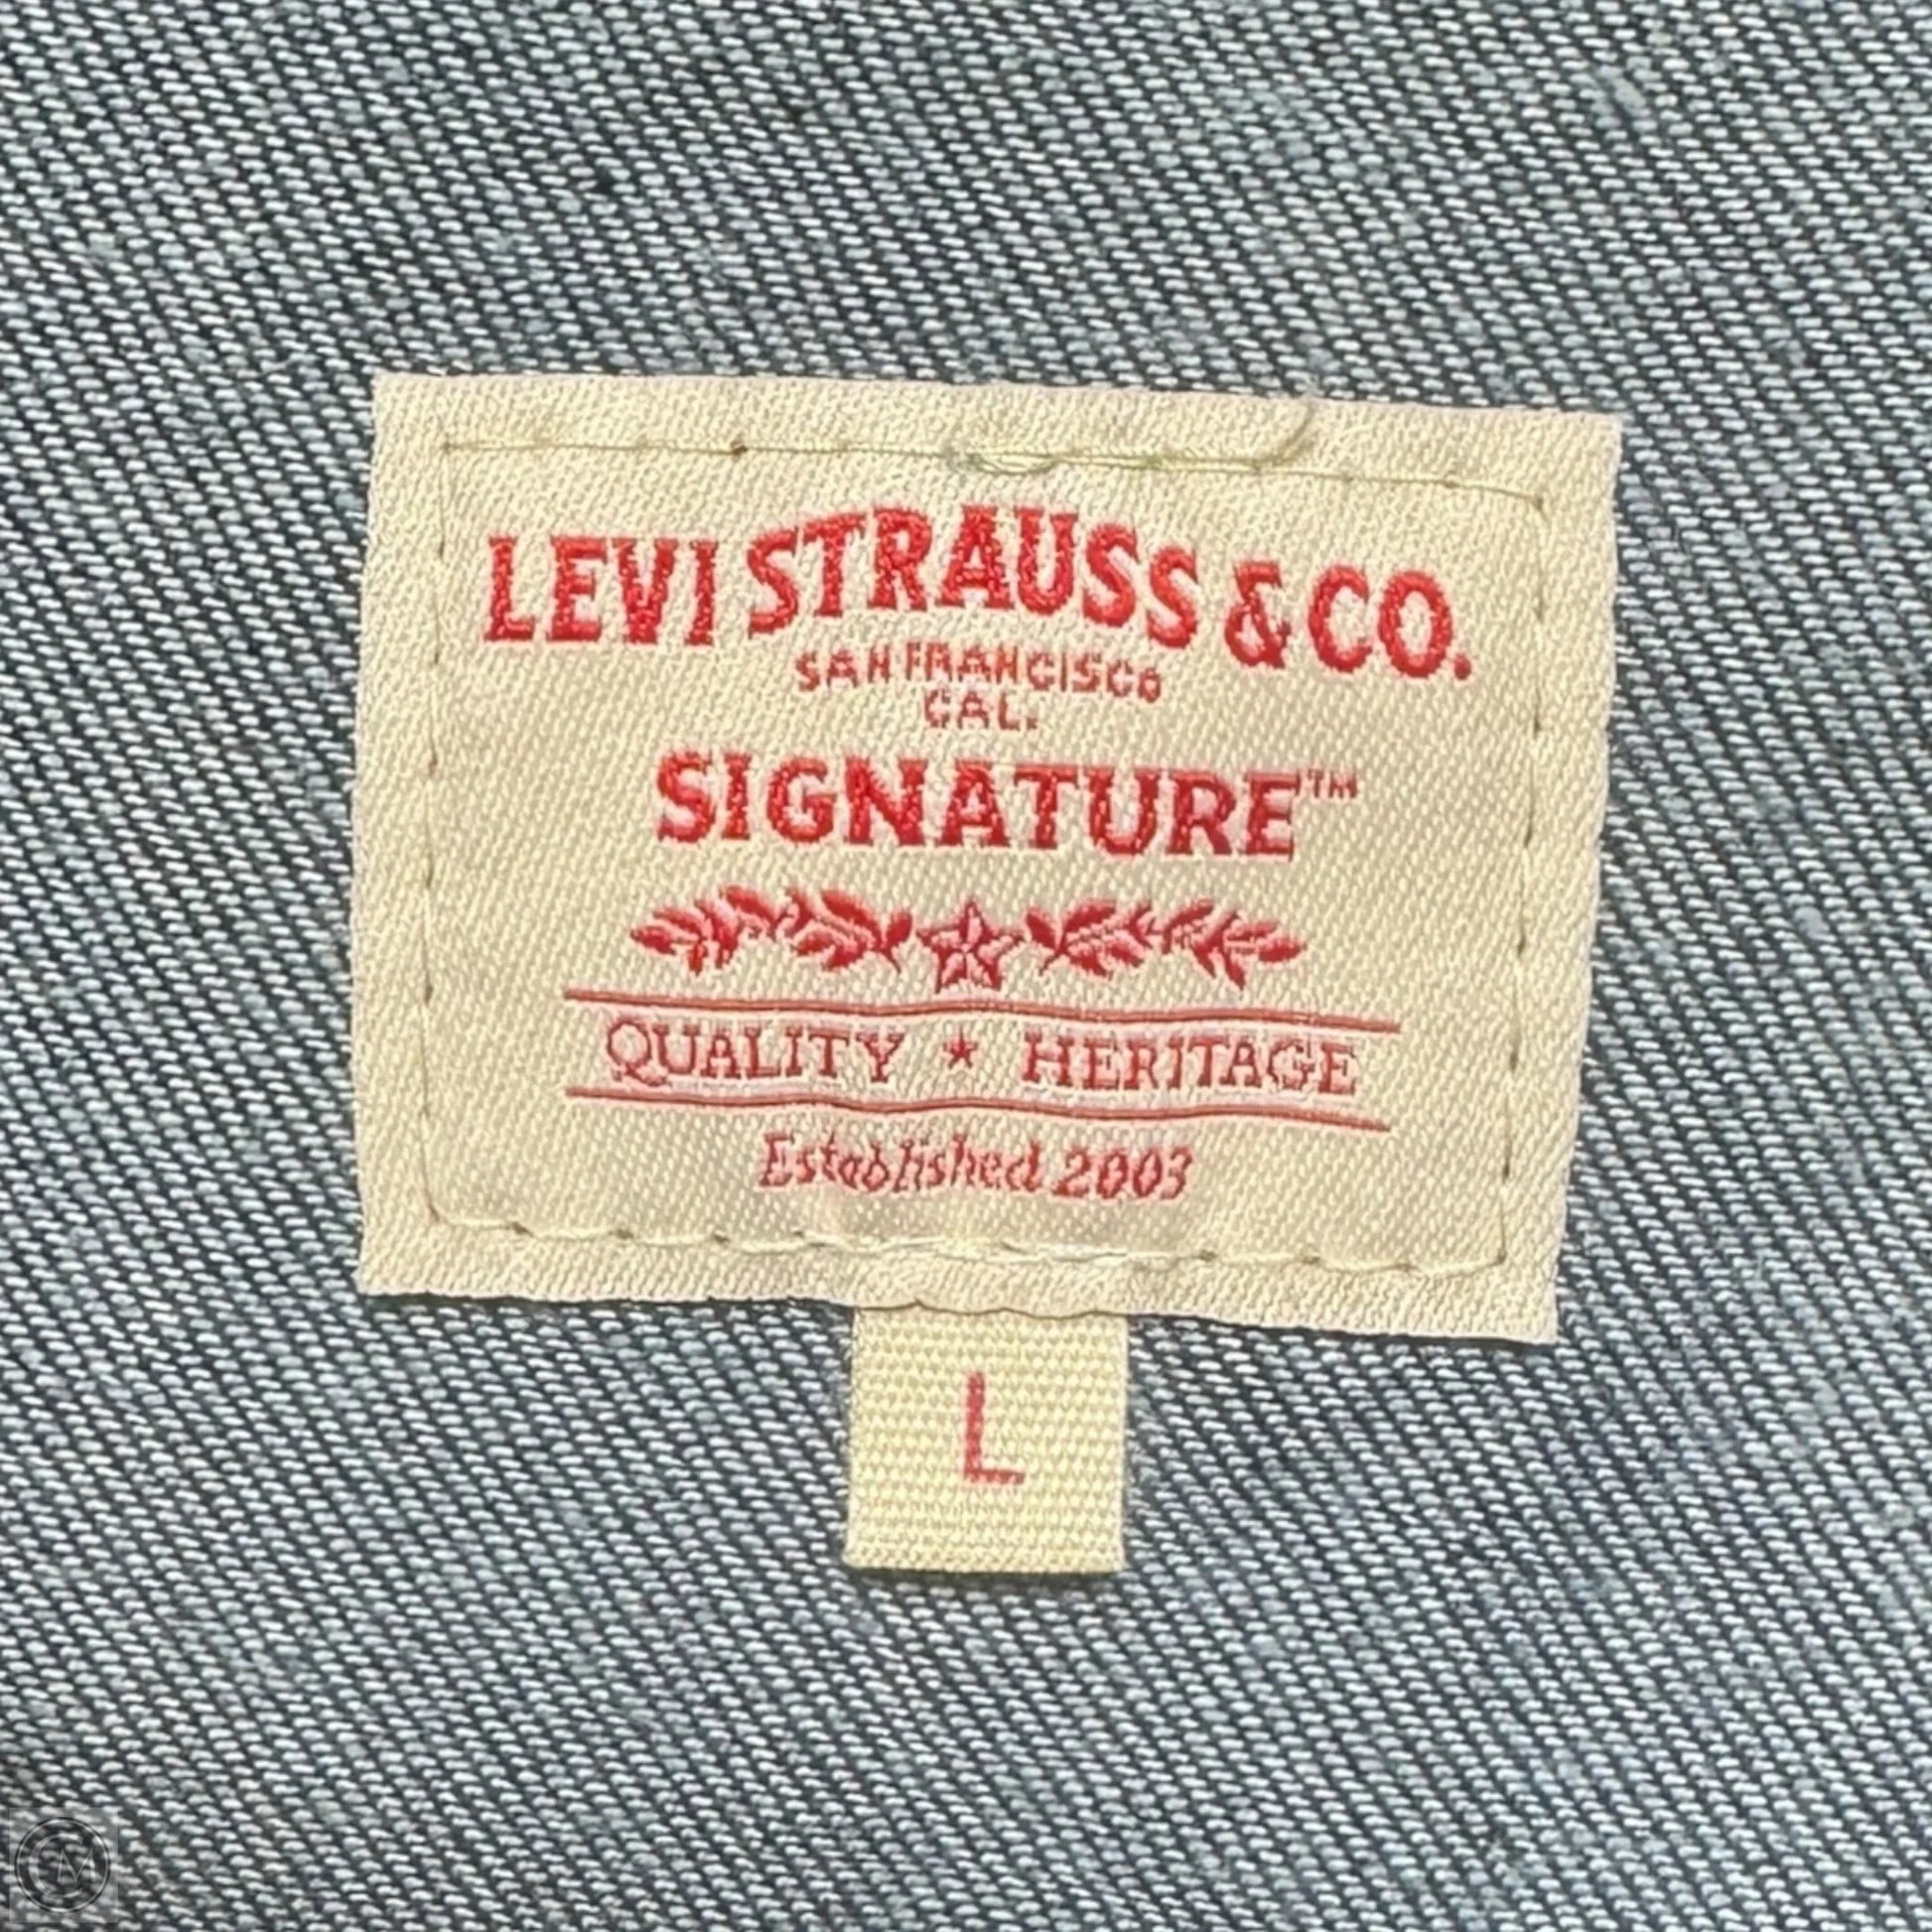 LEVI STRAUSS & CO.
SAN FRANCISCO
CAL.
SIGNATURE™
QUALITY ★ HERITAGE
Established 2003
L